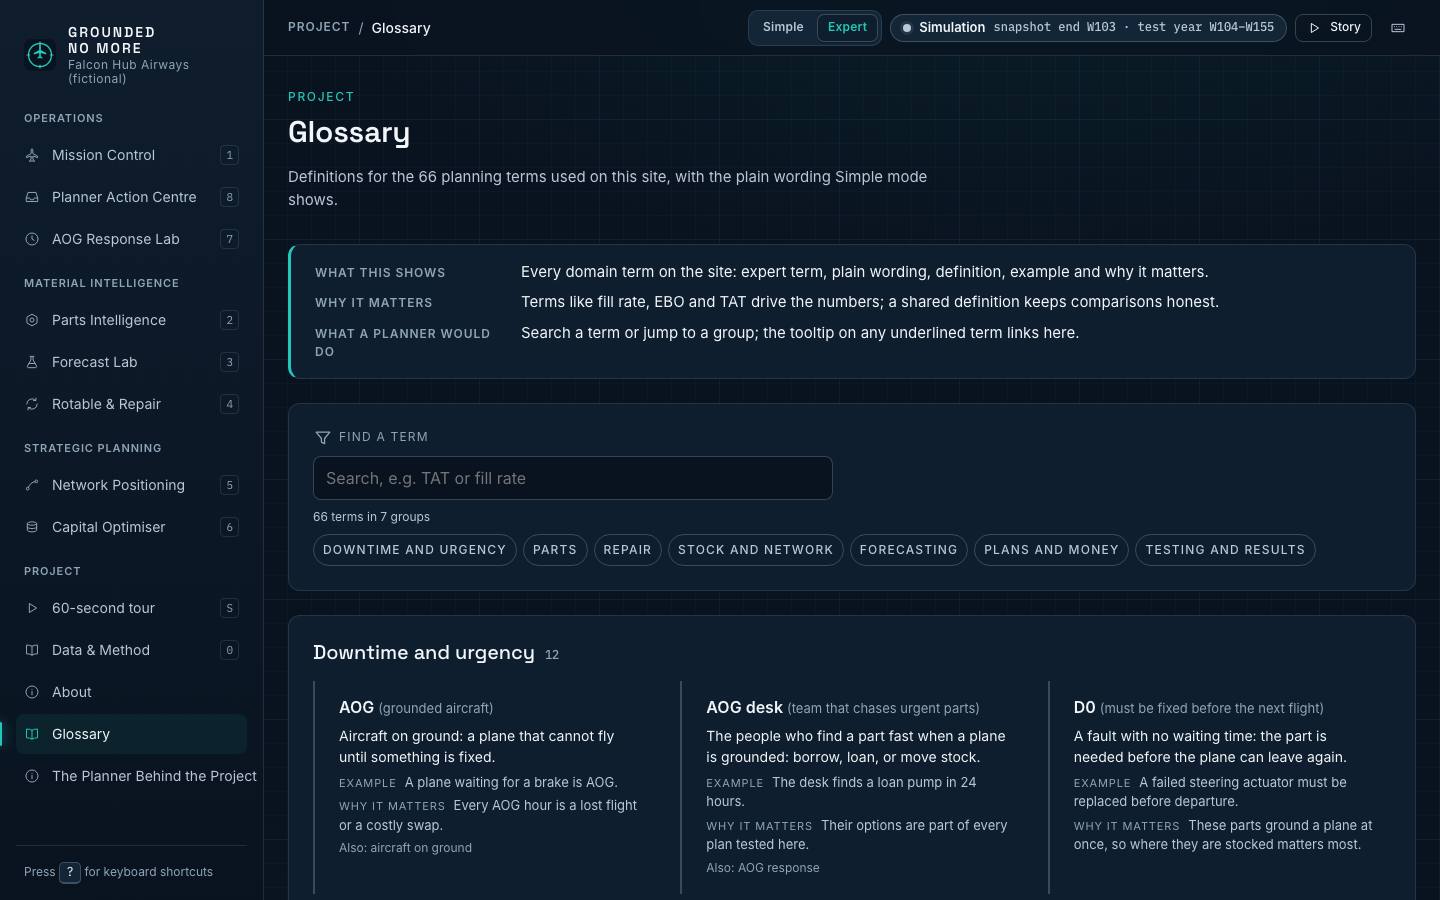 GROUNDED
NO MORE
Falcon Hub Airways
(fictional)
OPERATIONS
Mission Control 1
Planner Action Centre 8
AOG Response Lab 7
MATERIAL INTELLIGENCE
Parts Intelligence 2
Forecast Lab 3
Rotable & Repair 4
STRATEGIC PLANNING
Network Positioning 5
Capital Optimiser 6
PROJECT
60-second tour S
Data & Method 0
About
Glossary
The Planner Behind the Project
Press ? for keyboard shortcuts
PROJECT / Glossary
Simple Expert Simulation snapshot end W103 · test year W104–W155 Story
PROJECT
Glossary
Definitions for the 66 planning terms used on this site, with the plain wording Simple mode
shows.
WHAT THIS SHOWS Every domain term on the site: expert term, plain wording, definition, example and why it matters.
WHY IT MATTERS Terms like fill rate, EBO and TAT drive the numbers; a shared definition keeps comparisons honest.
WHAT A PLANNER WOULD
DO
Search a term or jump to a group; the tooltip on any underlined term links here.
FIND A TERM
Search, e.g. TAT or fill rate
66 terms in 7 groups
DOWNTIME AND URGENCY PARTS REPAIR STOCK AND NETWORK FORECASTING PLANS AND MONEY TESTING AND RESULTS
Downtime and urgency 12
AOG (grounded aircraft)
Aircraft on ground: a plane that cannot fly
until something is fixed.
EXAMPLE A plane waiting for a brake is AOG.
WHY IT MATTERS Every AOG hour is a lost flight
or a costly swap.
Also: aircraft on ground
AOG desk (team that chases urgent parts)
The people who find a part fast when a plane
is grounded: borrow, loan, or move stock.
EXAMPLE The desk finds a loan pump in 24
hours.
WHY IT MATTERS Their options are part of every
plan tested here.
Also: AOG response
D0 (must be fixed before the next flight)
A fault with no waiting time: the part is
needed before the plane can leave again.
EXAMPLE A failed steering actuator must be
replaced before departure.
WHY IT MATTERS These parts ground a plane at
once, so where they are stocked matters most.